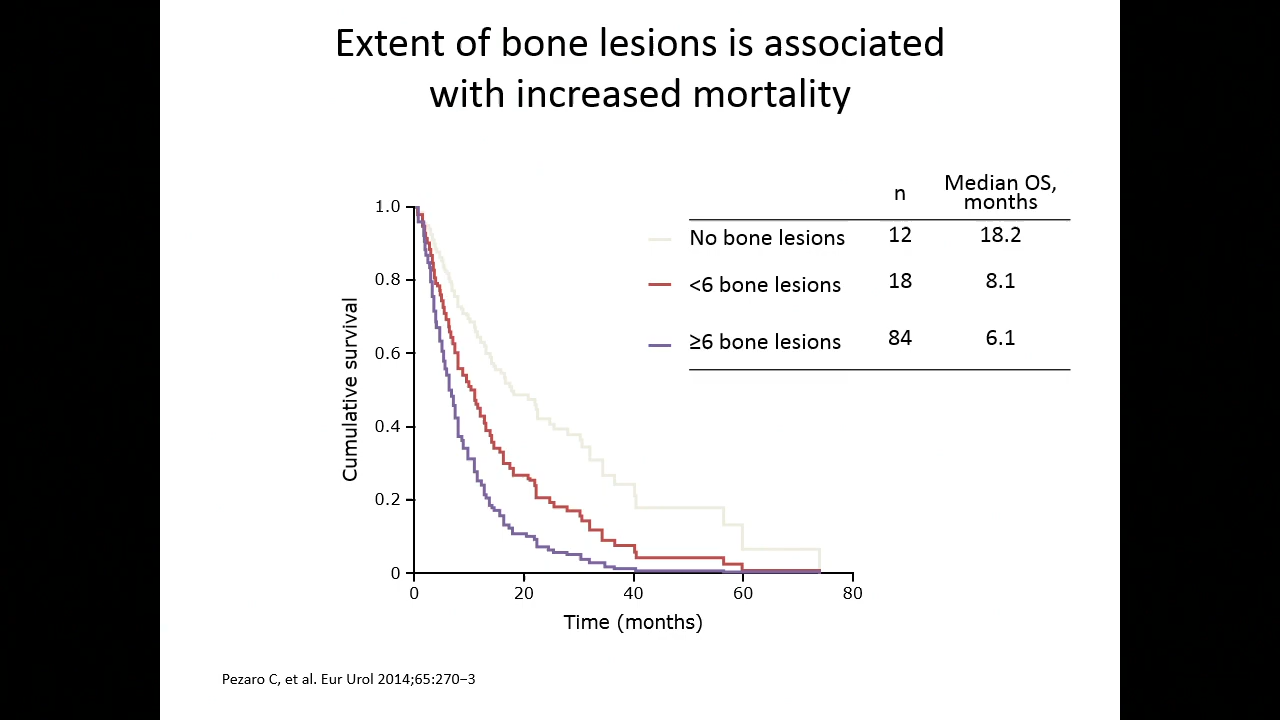 Extent of bone lesions is associated
with increased mortality
n
Median OS,
months
No bone lesions 12 18.2
<6 bone lesions 18 8.1
≥6 bone lesions 84 6.1
1.0
0.8
0.6
0.4
0.2
0
Cumulative survival
0 20 40 60 80
Time (months)
Pezaro C, et al. Eur Urol 2014;65:270–3